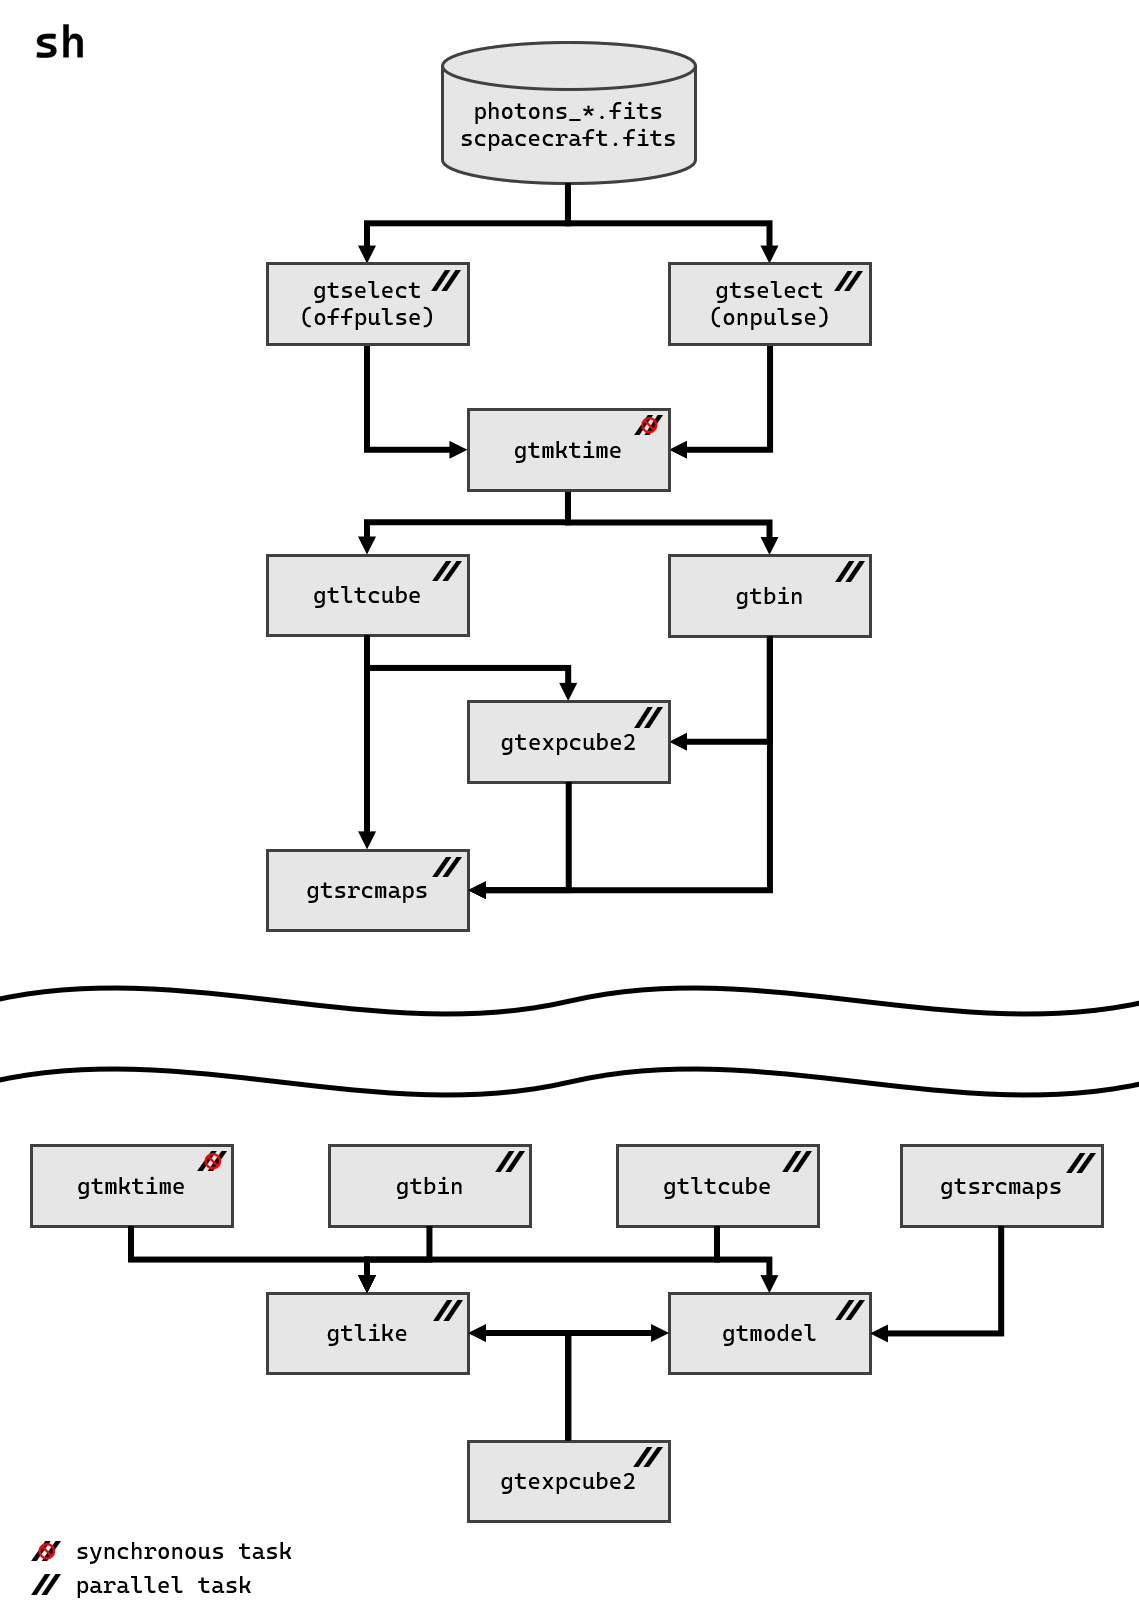 sh
photons_*.fits
scpacecraft.fits
gtselect
(offpulse)
gtselect
(onpulse)
gtmktime
gtltcube
gtbin
gtexpcube2
gtsrcmaps
gtmktime
gtbin
gtltcube
gtsrcmaps
gtlike
gtmodel
gtexpcube2
synchronous task
parallel task